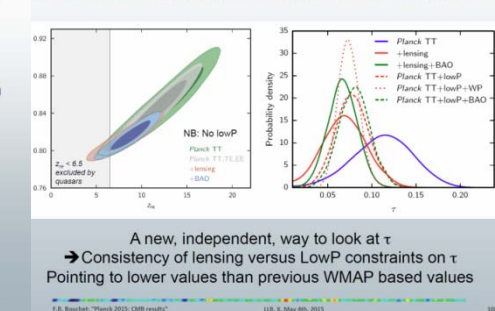 0.92
0.88
0.84
0.80
0.76
NB: No lowP
Planck TT
Planck TT,TE,EE
+lensing
+BAO
excluded by
quasars
0
5
10
15
20
35
30
25
20
15
10
5
0
Probability density
Planck TT
+lensing
+lensing+BAO
Planck TT+lowP
Planck TT+lowP+WP
Planck TT+lowP+BAO
0.05
0.10
0.15
0.20
τ
A new, independent, way to look at τ
➔Consistency of lensing versus LowP constraints on τ
Pointing to lower values than previous WMAP based values
F.R. Bouchet: "Planck 2015: CMB results"
LLR, X, May 6th, 2015